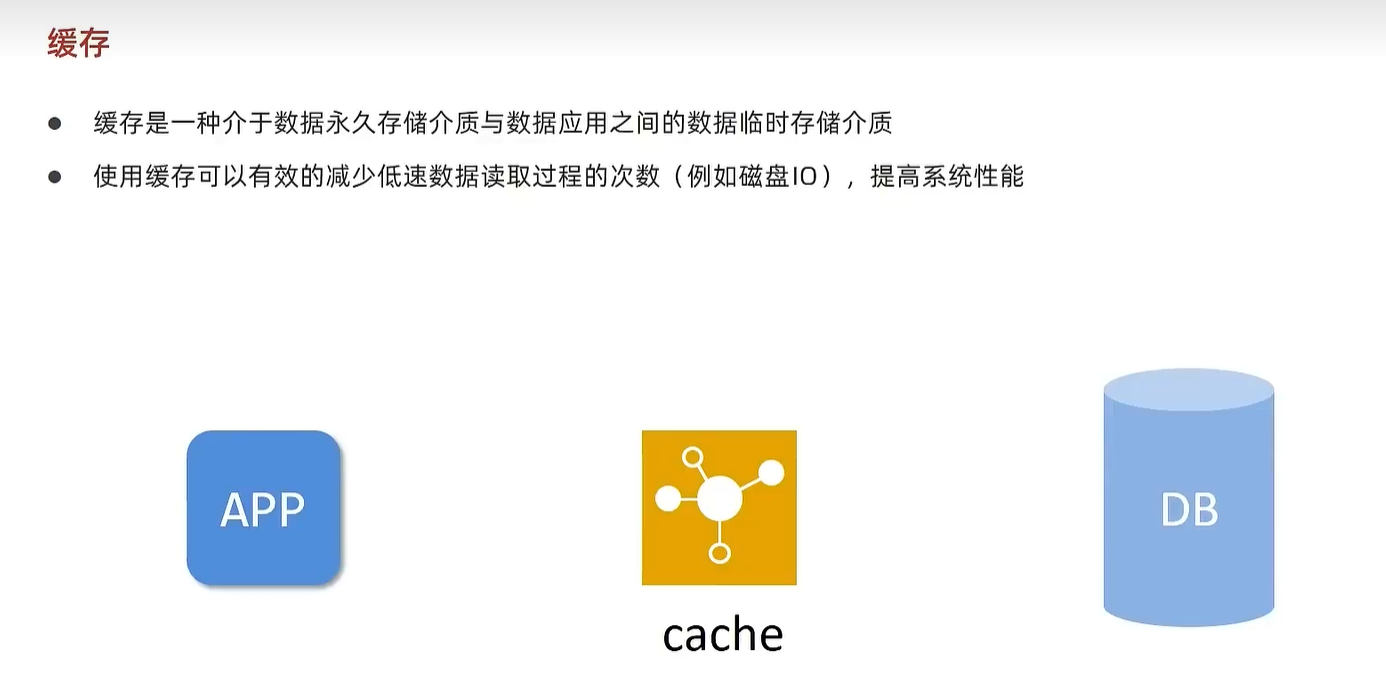 缓存
● 缓存是一种介于数据永久存储介质与数据应用之间的数据临时存储介质
● 使用缓存可以有效的减少低速数据读取过程的次数（例如磁盘IO），提高系统性能
APP
DB
cache